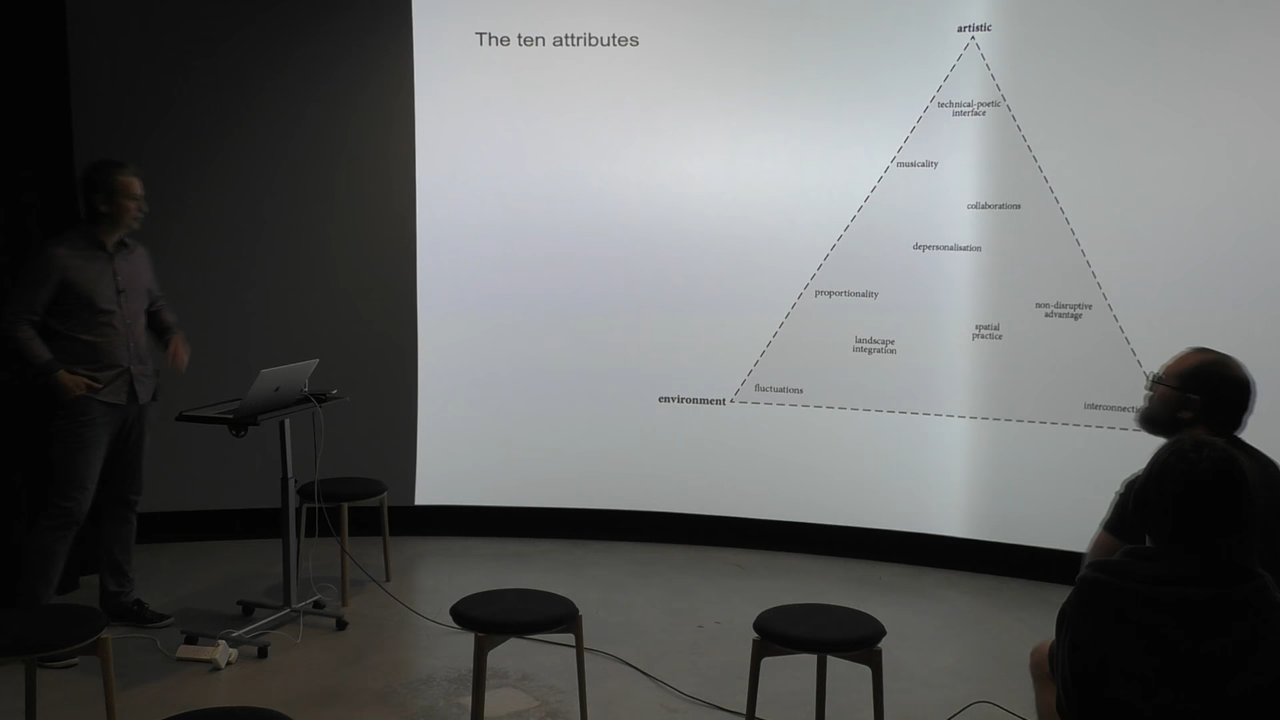 The ten attributes
artistic
technical-poetic
interface
musicality
collaborations
depersonalisation
proportionality
non-disruptive
advantage
spatial
practice
landscape
integration
fluctuations
environment